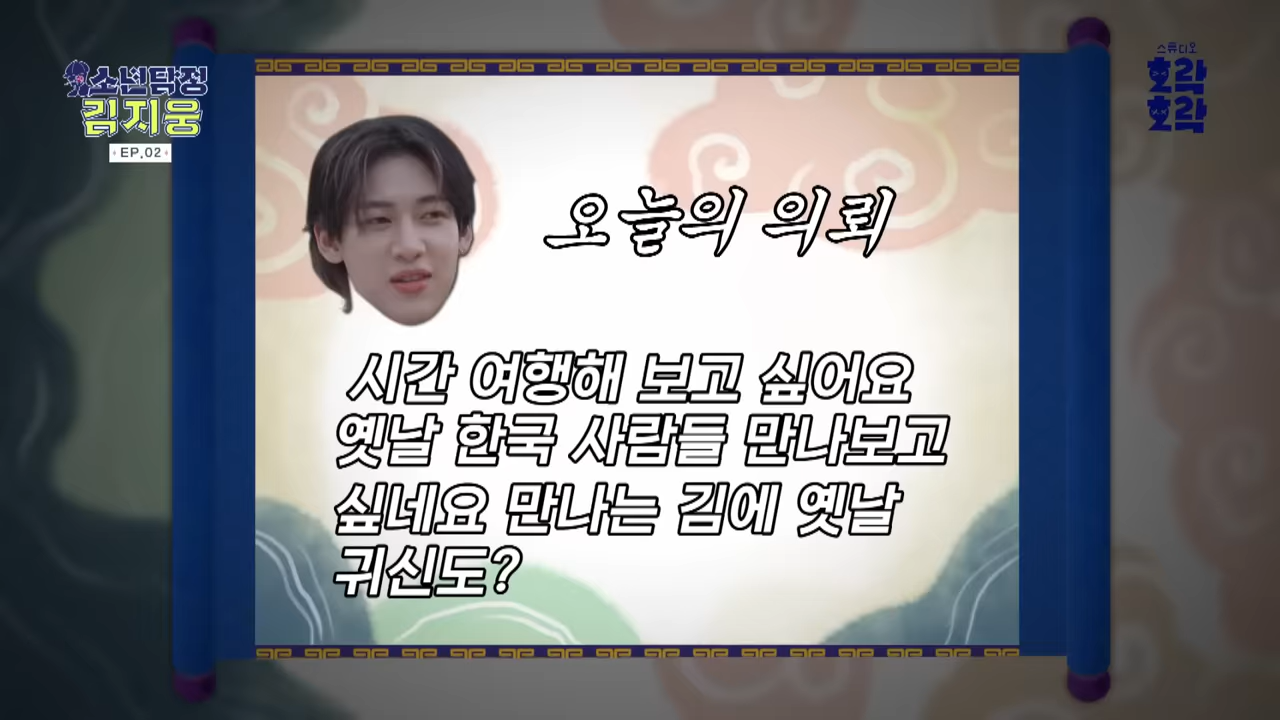 소년탐정
김지웅
EP.02
스튜디오
호락
호락
오늘의 의뢰
시간 여행해 보고 싶어요
옛날 한국 사람들 만나보고
싶네요 만나는 김에 옛날
귀신도?